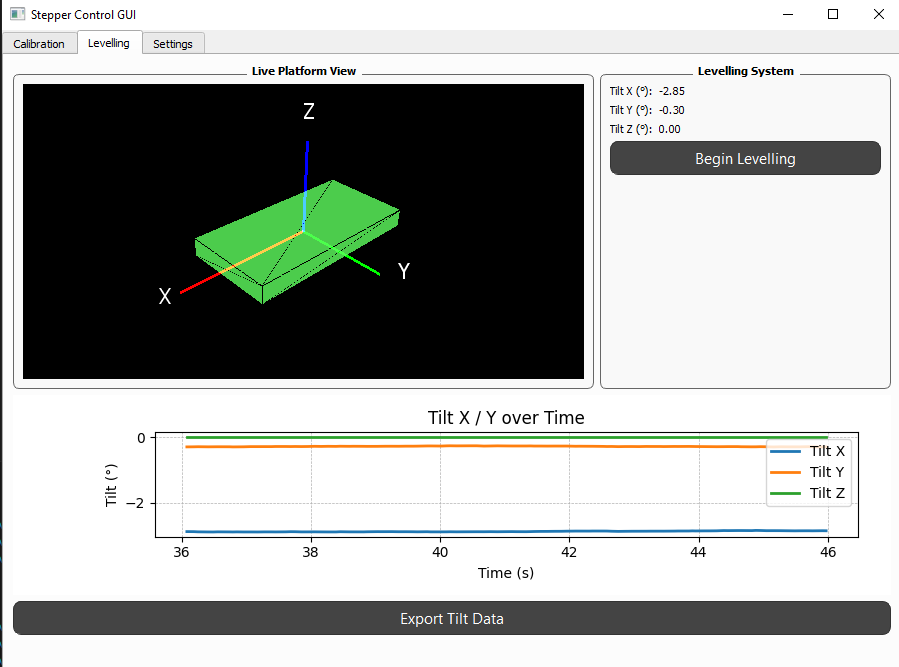 Stepper Control GUI
Calibration
Levelling
Settings
Live Platform View
Z
X
Y
Levelling System
Tilt X (°): -2.85
Tilt Y (°): -0.30
Tilt Z (°): 0.00
Begin Levelling
Tilt X / Y over Time
Tilt (°)
0
−2
Tilt X
Tilt Y
Tilt Z
36 38 40 42 44 46
Time (s)
Export Tilt Data